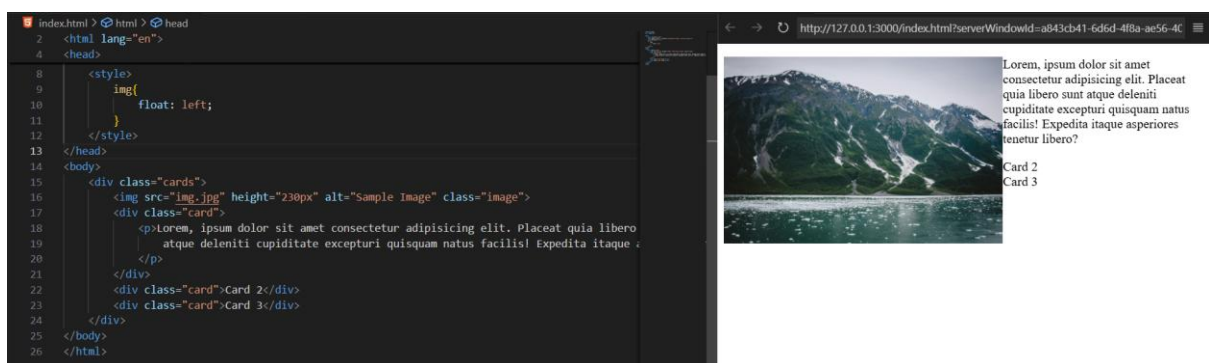 index.html > html > head
2 <html lang="en">
4 <head>
8 <style>
9 img{
10 float: left;
11 }
12 </style>
13 </head>
14 <body>
15 <div class="cards">
16 <img src="img.jpg" height="230px" alt="Sample Image" class="image">
17 <div class="card">
18 <p>Lorem, ipsum dolor sit amet consectetur adipisicing elit. Placeat quia libero
19 atque deleniti cupiditate excepturi quisquam natus facilis! Expedita itaque a
20 </p>
21 </div>
22 <div class="card">Card 2</div>
23 <div class="card">Card 3</div>
24 </div>
25 </body>
26 </html>
http://127.0.0.1:3000/index.html?serverWindowId=a843cb41-6d6d-4f8a-ae56-4C
Lorem, ipsum dolor sit amet
consectetur adipisicing elit. Placeat
quia libero sunt atque deleniti
cupiditate excepturi quisquam natus
facilis! Expedita itaque asperiores
tenetur libero?
Card 2
Card 3